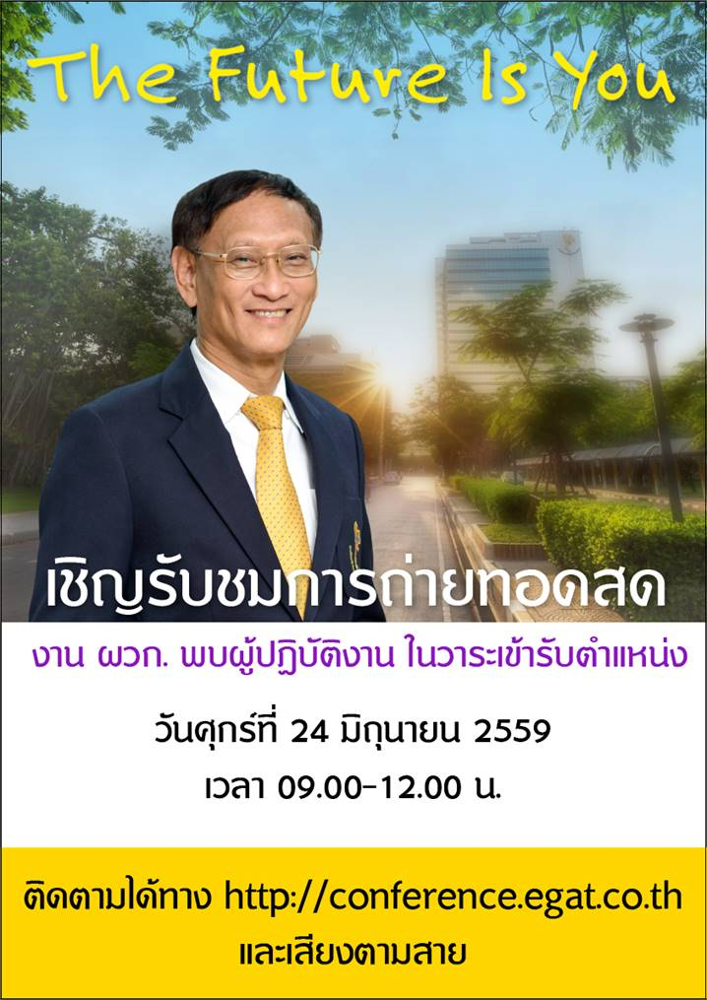 The Future Is You
เชิญรับชมการถ่ายทอดสด
งาน ผวก. พบผู้ปฏิบัติงาน ในวาระเข้ารับตำแหน่ง
วันศุกร์ที่ 24 มิถุนายน 2559
เวลา 09.00-12.00 น.
ติดตามได้ทาง http://conference.egat.co.th
และเสียงตามสาย